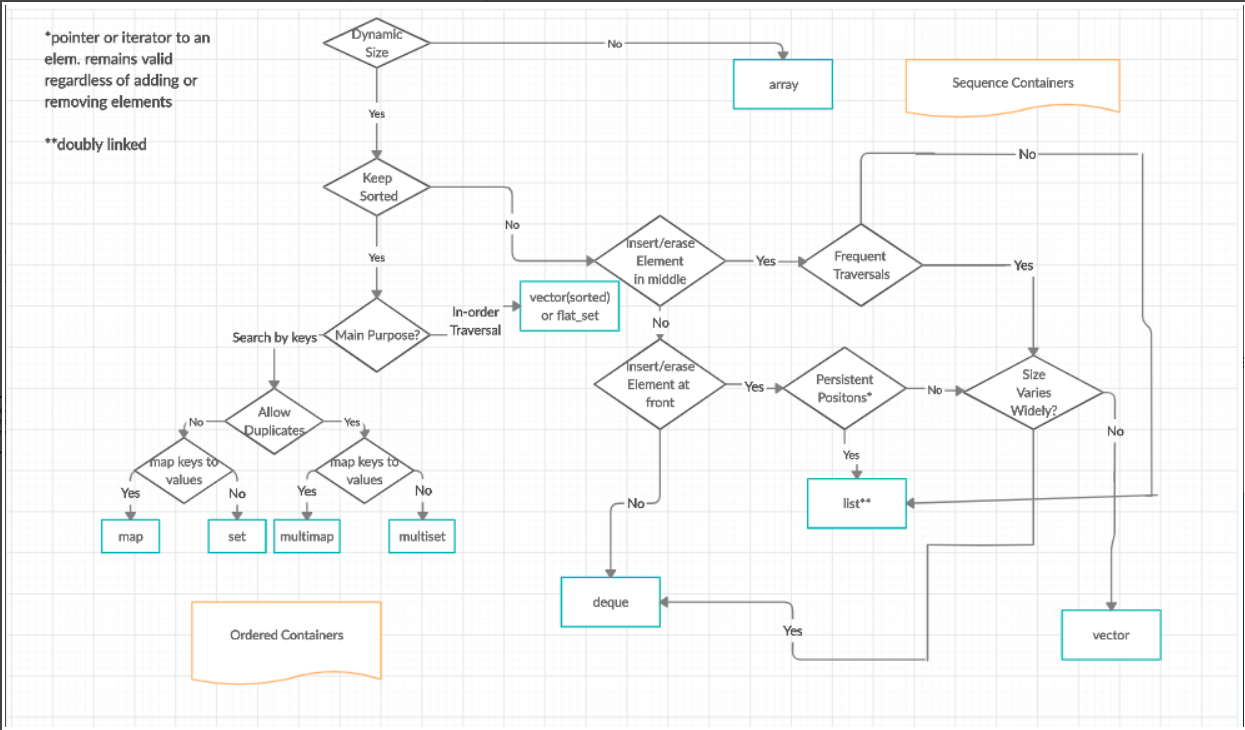 *pointer or iterator to an
elem. remains valid
regardless of adding or
removing elements
**doubly linked
Dynamic
Size
No
array
Sequence Containers
Yes
Keep
Sorted
No
No
Insert/erase
Element
in middle
Yes
Frequent
Traversals
Yes
Yes
vector(sorted)
or flat_set
In-order
Traversal
Main Purpose?
Search by keys
No
Insert/erase
Element at
front
Yes
Persistent
Positons*
No
Size
Varies
Widely?
No
Allow
Duplicates
No
Yes
map keys to
values
map keys to
values
Yes
No
Yes
No
Yes
list**
No
map
set
multimap
multiset
deque
Yes
vector
Ordered Containers